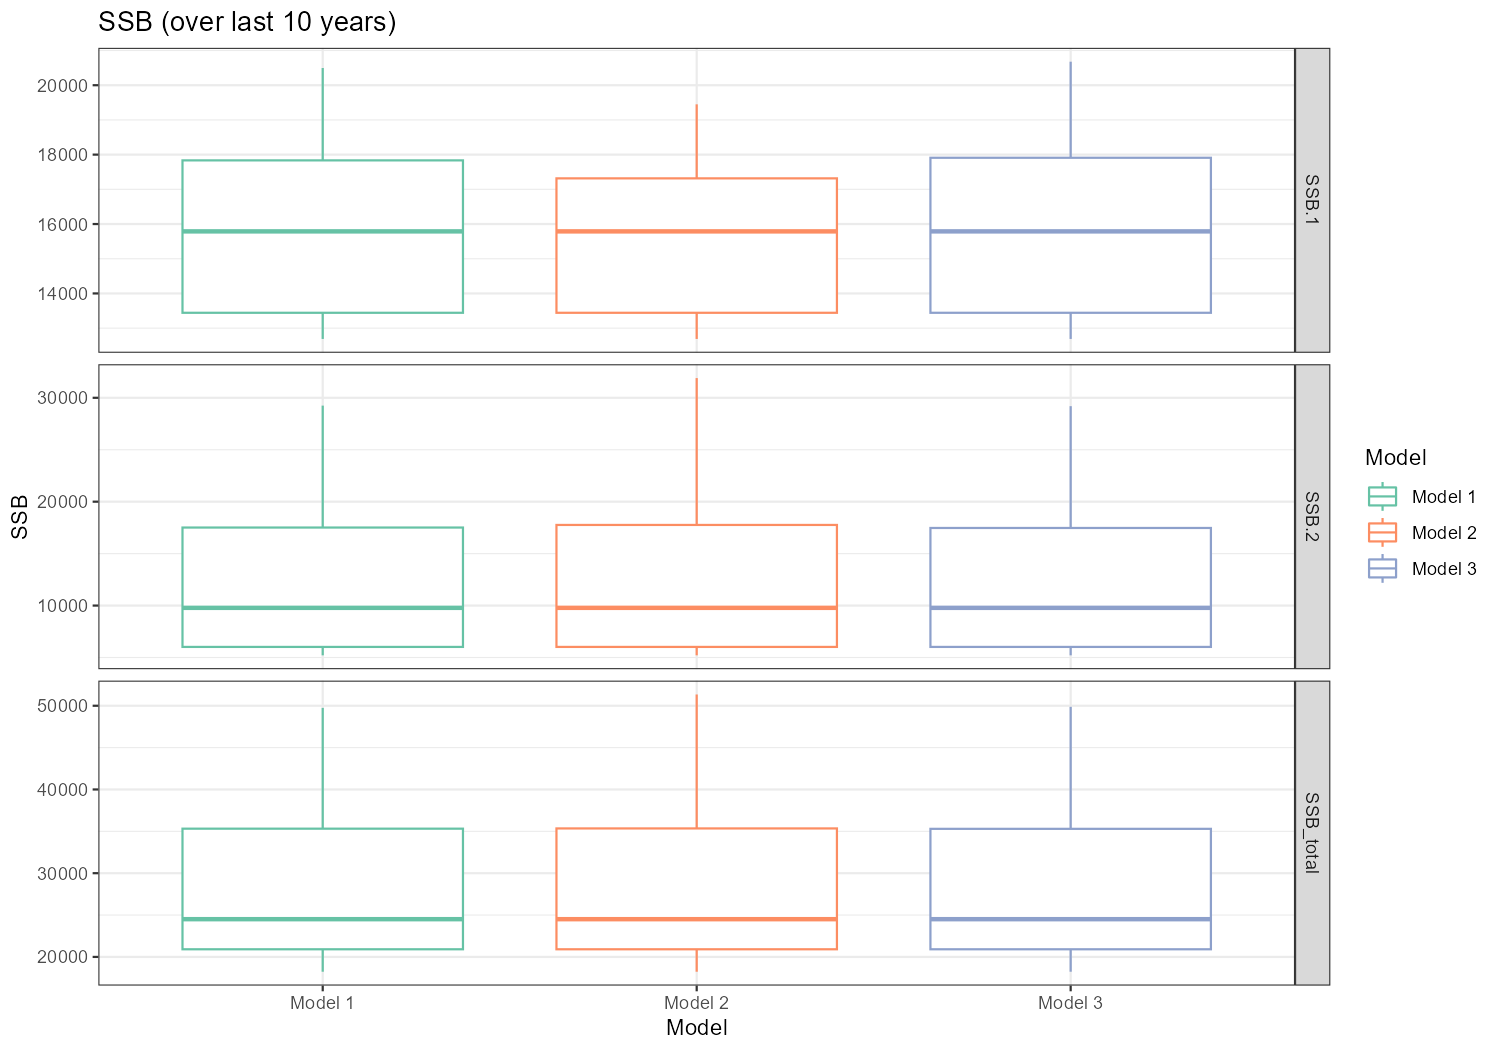 SSB (over last 10 years)
20000
18000
16000
14000
SSB.1
30000
20000
10000
SSB.2
50000
40000
30000
20000
SSB_total
SSB
Model 1
Model 2
Model 3
Model
Model
Model 1
Model 2
Model 3